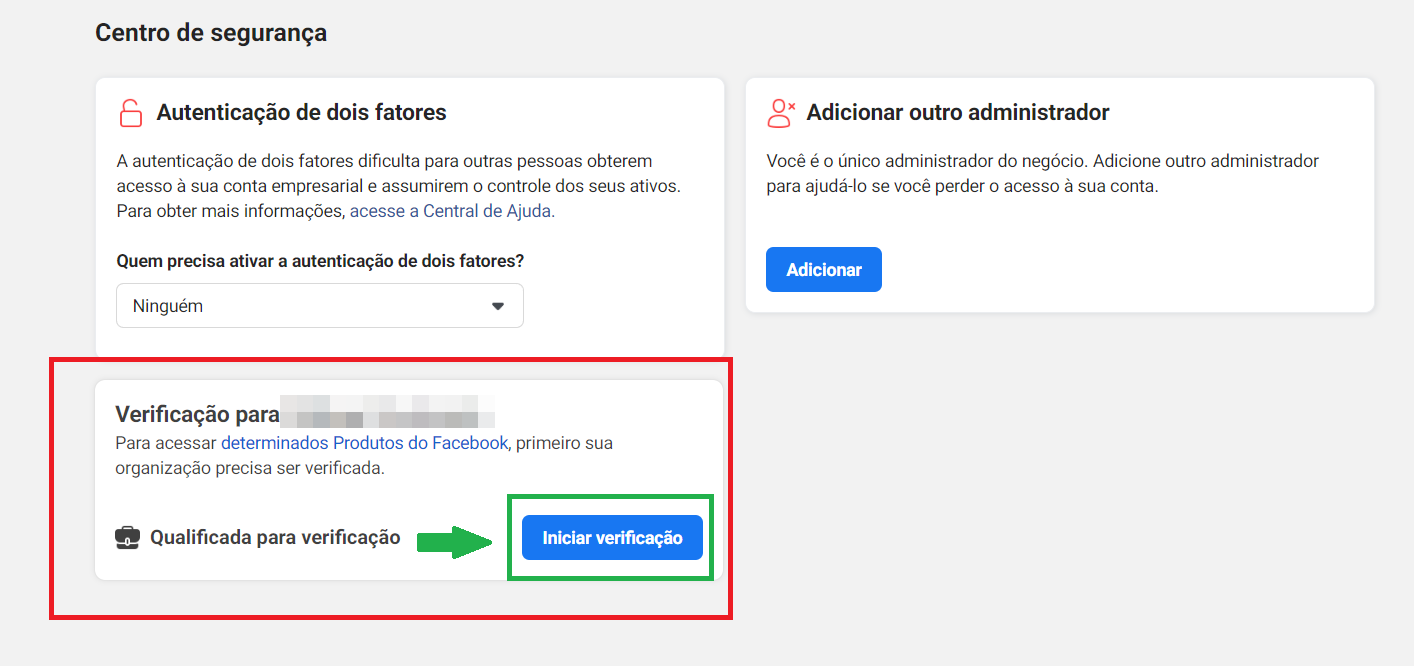 Centro de segurança
Autenticação de dois fatores
A autenticação de dois fatores dificulta para outras pessoas obterem
acesso à sua conta empresarial e assumirem o controle dos seus ativos.
Para obter mais informações, acesse a Central de Ajuda.
Quem precisa ativar a autenticação de dois fatores?
Ninguém
Adicionar outro administrador
Você é o único administrador do negócio. Adicione outro administrador
para ajudá-lo se você perder o acesso à sua conta.
Adicionar
Verificação para
Para acessar determinados Produtos do Facebook, primeiro sua
organização precisa ser verificada.
Qualificada para verificação
Iniciar verificação